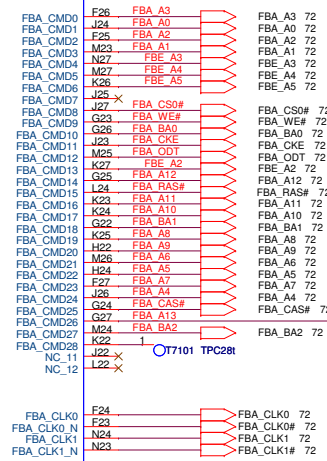 FBA_CMD0 F26 FBA_A3 FBA_A3 72
FBA_CMD1 J24 FBA_A0 FBA_A0 72
FBA_CMD2 F25 FBA_A2 FBA_A2 72
FBA_CMD3 M23 FBA_A1 FBA_A1 72
FBA_CMD4 N27 FBE_A3 FBE_A3 72
FBA_CMD5 M27 FBE_A4 FBE_A4 72
FBA_CMD6 K26 FBE_A5 FBE_A5 72
FBA_CMD7 J25
FBA_CMD8 J27 FBA_CS0# FBA_CS0# 72
FBA_CMD9 G23 FBA_WE# FBA_WE# 72
FBA_CMD10 G26 FBA_BA0 FBA_BA0 72
FBA_CMD11 J23 FBA_CKE FBA_CKE 72
FBA_CMD12 M25 FBA_ODT FBA_ODT 72
FBA_CMD13 K27 FBE_A2 FBE_A2 72
FBA_CMD14 G25 FBA_A12 FBA_A12 72
FBA_CMD15 L24 FBA_RAS# FBA_RAS# 72
FBA_CMD16 K23 FBA_A11 FBA_A11 72
FBA_CMD17 K24 FBA_A10 FBA_A10 72
FBA_CMD18 G22 FBA_BA1 FBA_BA1 72
FBA_CMD19 K25 FBA_A8 FBA_A8 72
FBA_CMD20 H22 FBA_A9 FBA_A9 72
FBA_CMD21 M26 FBA_A6 FBA_A6 72
FBA_CMD22 H24 FBA_A5 FBA_A5 72
FBA_CMD23 F27 FBA_A7 FBA_A7 72
FBA_CMD24 J26 FBA_A4 FBA_A4 72
FBA_CMD25 G24 FBA_CAS# FBA_CAS# 72
FBA_CMD26 G27 FBA_A13
FBA_CMD27 M24 FBA_BA2 FBA_BA2 72
FBA_CMD28 K22 1
NC_11 J22 T7101 TPC28t
NC_12 L22
FBA_CLK0 F24 FBA_CLK0 72
FBA_CLK0_N F23 FBA_CLK0# 72
FBA_CLK1 N24 FBA_CLK1 72
FBA_CLK1_N N23 FBA_CLK1# 72